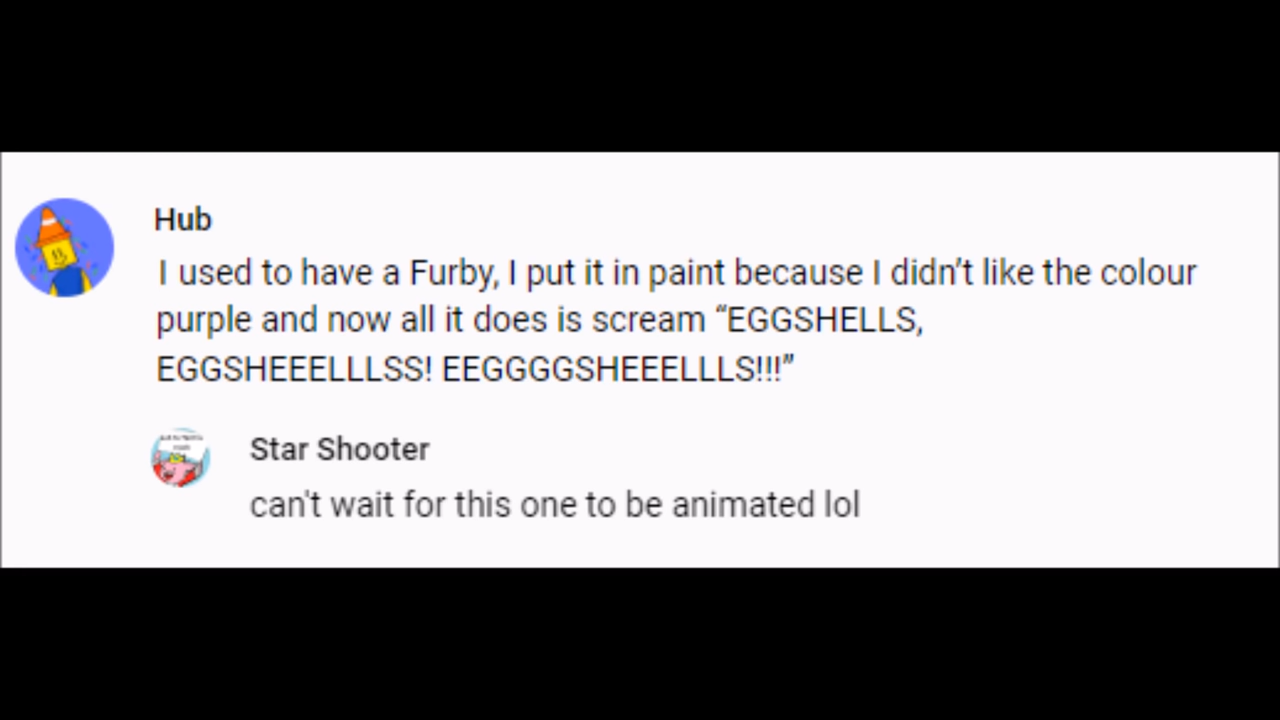 Hub
I used to have a Furby, I put it in paint because I didn’t like the colour
purple and now all it does is scream “EGGSHELLS,
EGGSHEEELLLSS! EEGGGGSHEEELLLS!!!”
Star Shooter
can't wait for this one to be animated lol